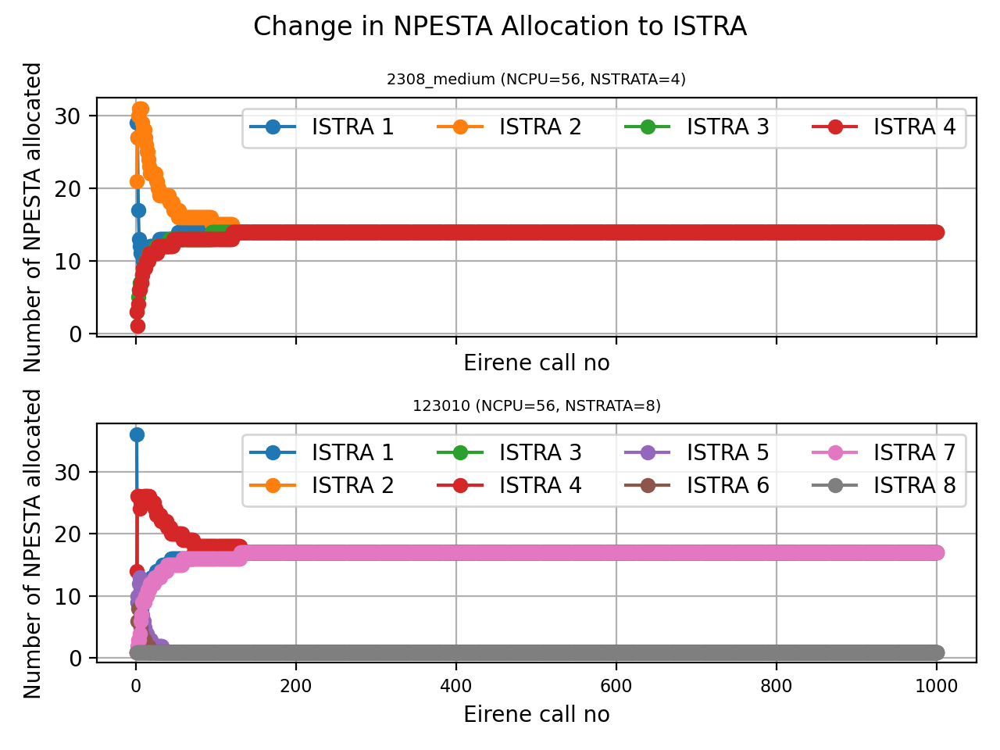 Change in NPESTA Allocation to ISTRA
2308_medium (NCPU=56, NSTRATA=4)
Number of NPESTA allocated
30
20
10
0
ISTRA 1 ISTRA 2 ISTRA 3 ISTRA 4
Eirene call no
123010 (NCPU=56, NSTRATA=8)
Number of NPESTA allocated
30
20
10
0
ISTRA 1 ISTRA 3 ISTRA 5 ISTRA 7
ISTRA 2 ISTRA 4 ISTRA 6 ISTRA 8
0 200 400 600 800 1000
Eirene call no